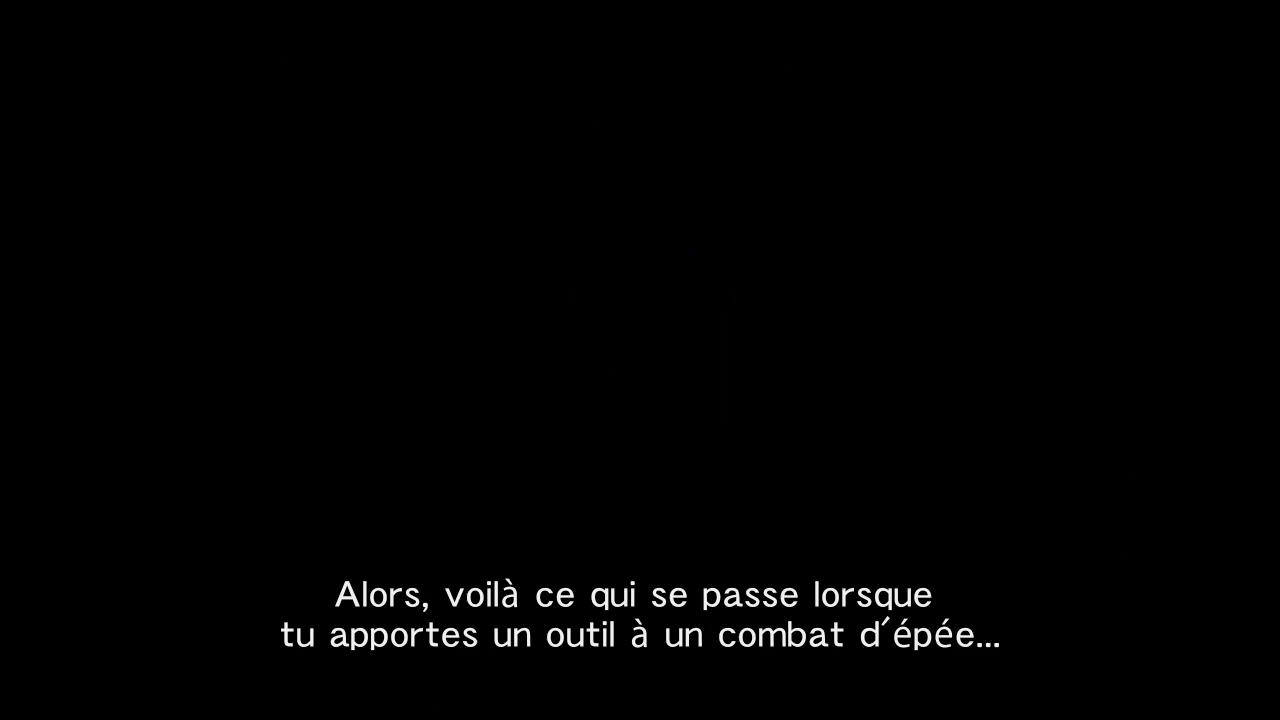 Alors, voilà ce qui se passe lorsque
tu apportes un outil à un combat d'épée...